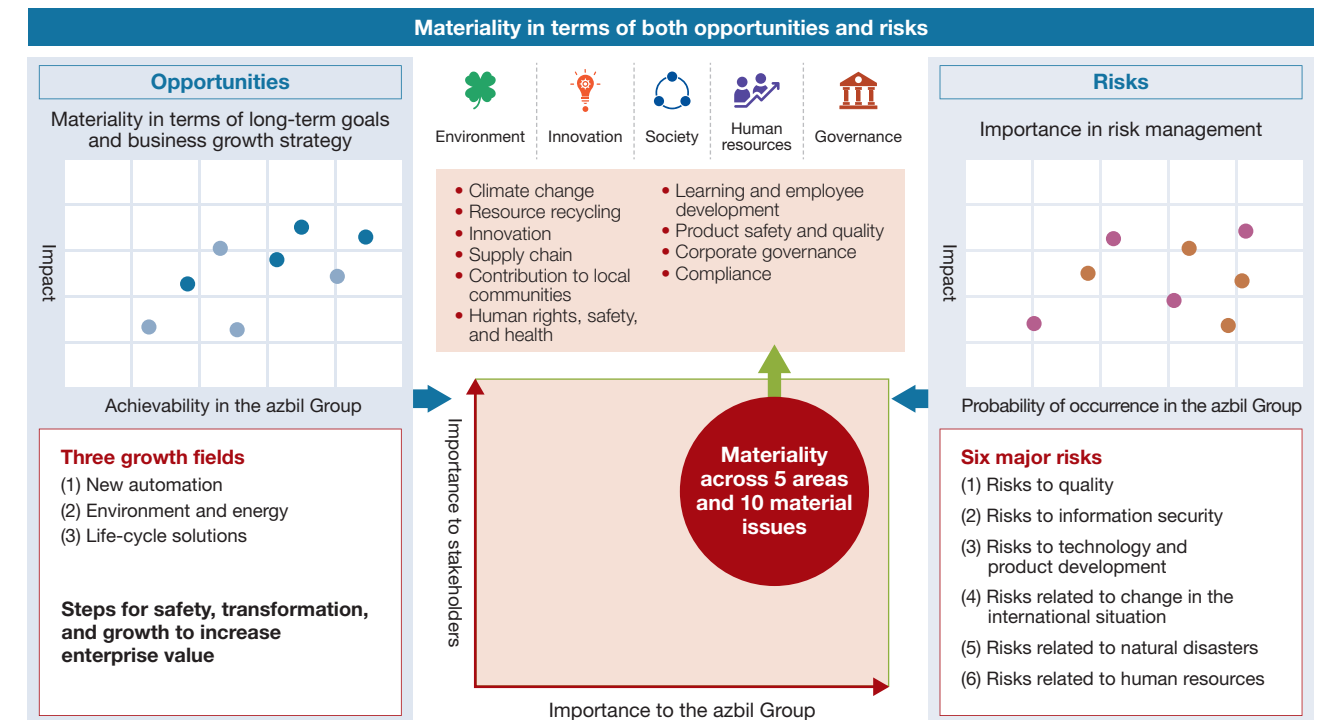 Materiality in terms of both opportunities and risks
Opportunities
Materiality in terms of long-term goals
and business growth strategy
Impact
Achievability in the azbil Group
Three growth fields
(1) New automation
(2) Environment and energy
(3) Life-cycle solutions
Steps for safety, transformation,
and growth to increase
enterprise value
Environment
Innovation
Society
Human
resources
Governance
• Climate change
• Resource recycling
• Innovation
• Supply chain
• Contribution to local
communities
• Human rights, safety,
and health
• Learning and employee
development
• Product safety and quality
• Corporate governance
• Compliance
Importance to stakeholders
Materiality
across 5 areas
and 10 material
issues
Importance to the azbil Group
Risks
Importance in risk management
Impact
Probability of occurrence in the azbil Group
Six major risks
(1) Risks to quality
(2) Risks to information security
(3) Risks to technology and
product development
(4) Risks related to change in the
international situation
(5) Risks related to natural disasters
(6) Risks related to human resources